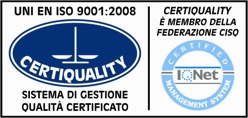 UNI EN ISO 9001:2008
CERTIQUALITY
SISTEMA DI GESTIONE
QUALITÀ CERTIFICATO
CERTIQUALITY
È MEMBRO DELLA
FEDERAZIONE CISQ
CERTIFIED
IQNet
MANAGEMENT SYSTEM